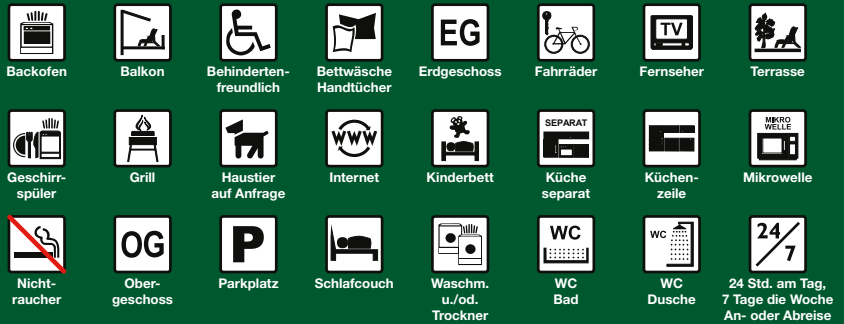 EG
TV
Backofen
Balkon
Behinderten-
freundlich
Bettwäsche
Handtücher
Erdgeschoss
Fahrräder
Fernseher
Terrasse
WWW
SEPARAT
MIKRO
WELLE
Geschirr-
spüler
Grill
Haustier
auf Anfrage
Internet
Kinderbett
Küche
separat
Küchen-
zeile
Mikrowelle
OG
P
WC
WC
24/7
Nicht-
raucher
Ober-
geschoss
Parkplatz
Schlafcouch
Waschm.
u./od.
Trockner
WC
Bad
WC
Dusche
24 Std. am Tag,
7 Tage die Woche
An- oder Abreise